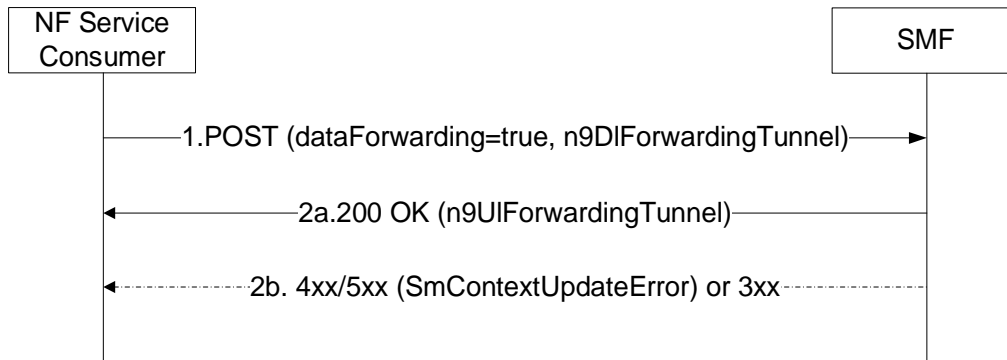 NF Service
Consumer
SMF
1.POST (dataForwarding=true, n9DlForwardingTunnel)
2a.200 OK (n9UlForwardingTunnel)
2b. 4xx/5xx (SmContextUpdateError) or 3xx